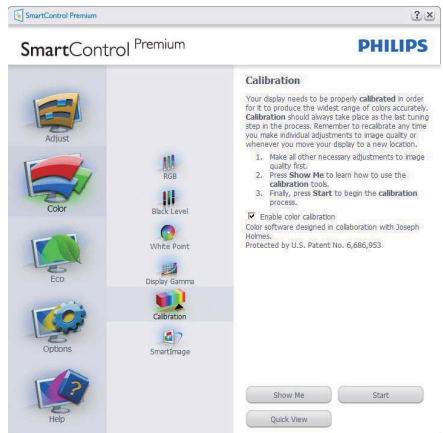 SmartControl Premium
? ×
SmartControl Premium
PHILIPS
Adjust
Color
Eco
Options
Help
RGB
Black Level
White Point
Display Gamma
Calibration
SmartImage
Calibration
Your display needs to be properly calibrated in order
for it to produce the widest range of colors accurately.
Calibration should always take place as the last tuning
step in the process. Remember to recalibrate any time
you make individual adjustments to image quality or
whenever you move your display to a new location.
1. Make all other necessary adjustments to image
quality first.
2. Press Show Me to learn how to use the
calibration tools.
3. Finally, press Start to begin the calibration
process.
Enable color calibration
Color software designed in collaboration with Joseph
Holmes.
Protected by U.S. Patent No. 6,686,953
Show Me
Start
Quick View